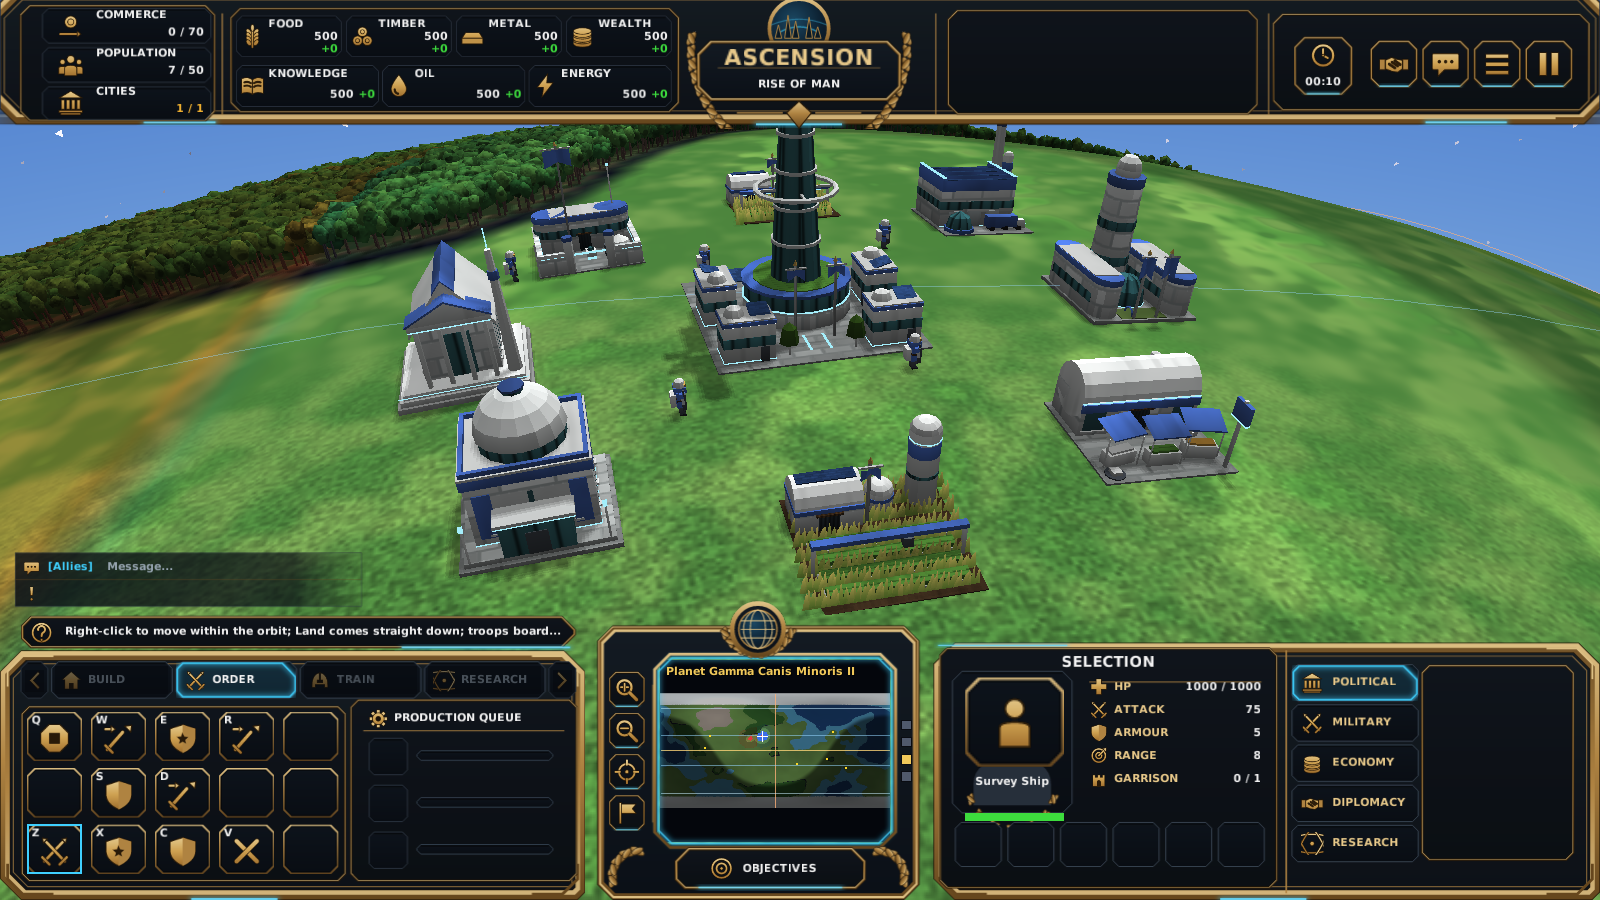 COMMERCE
0 / 70
POPULATION
7 / 50
CITIES
1 / 1
FOOD
500
+0
TIMBER
500
+0
METAL
500
+0
WEALTH
500
+0
KNOWLEDGE
500 +0
OIL
500 +0
ENERGY
500 +0
ASCENSION
RISE OF MAN
00:10
[Allies] Message...
!
Right-click to move within the orbit; Land comes straight down; troops board...
BUILD
ORDER
TRAIN
RESEARCH
Q
W
E
R
S
D
Z
X
C
V
PRODUCTION QUEUE
Planet Gamma Canis Minoris II
OBJECTIVES
SELECTION
Survey Ship
HP 1000 / 1000
ATTACK 75
ARMOUR 5
RANGE 8
GARRISON 0 / 1
POLITICAL
MILITARY
ECONOMY
DIPLOMACY
RESEARCH